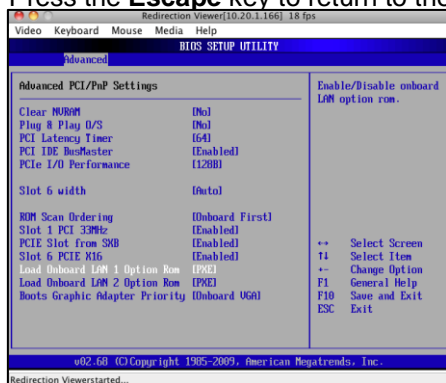 Press the Escape key to return to the
Redirection Viewer[10.20.1.166] 18 fps
Video Keyboard Mouse Media Help
BIOS SETUP UTILITY
Advanced
Advanced PCI/PnP Settings
Clear NVRAM [No]
Plug & Play O/S [No]
PCI Latency Timer [64]
PCI IDE BusMaster [Enabled]
PCIe I/O Performance [128B]
Slot 6 width [Auto]
ROM Scan Ordering [Onboard First]
Slot 1 PCI 33MHz [Enabled]
PCIE Slot from SXB [Enabled]
Slot 6 PCIE X16 [Enabled]
Load Onboard LAN 1 Option Rom [PXE]
Load Onboard LAN 2 Option Rom [PXE]
Boots Graphic Adapter Priority [Onboard VGA]
Enable/Disable onboard
LAN option rom.
↔ Select Screen
↑↓ Select Item
+- Change Option
F1 General Help
F10 Save and Exit
ESC Exit
v02.68 (C)Copyright 1985-2009, American Megatrends, Inc.
Redirection Viewerstarted...